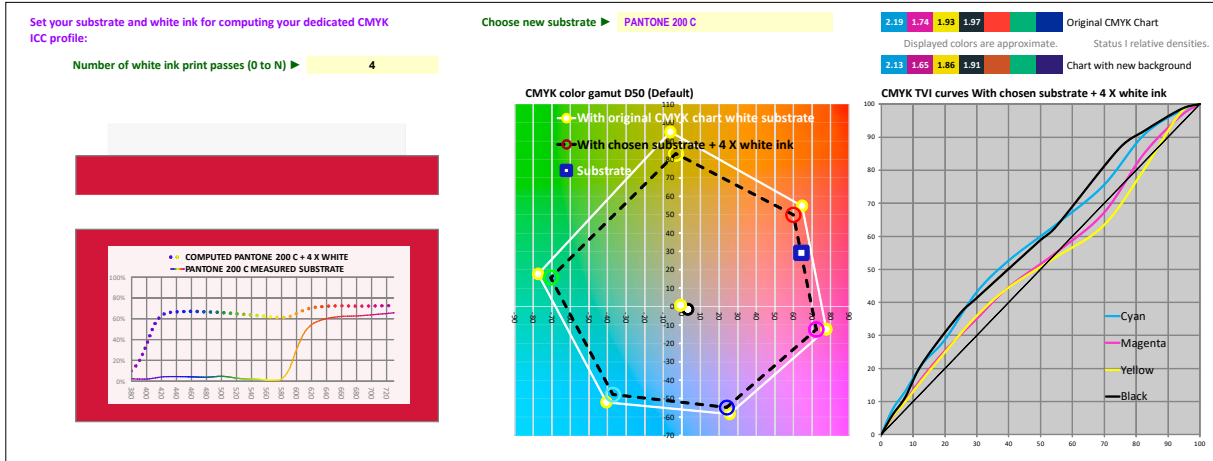 Set your substrate and white ink for computing your dedicated CMYK
ICC profile:
Number of white ink print passes (0 to N) ► 4
Choose new substrate ► PANTONE 200 C
2.19 1.74 1.93 1.97 Original CMYK Chart
Displayed colors are approximate. Status I relative densities.
2.13 1.65 1.86 1.91 Chart with new background
COMPUTED PANTONE 200 C + 4 X WHITE
PANTONE 200 C MEASURED SUBSTRATE
100%
80%
60%
40%
20%
0%
380 400 420 440 460 480 500 520 540 560 580 600 620 640 660 680 700 720
CMYK color gamut D50 (Default)
With original CMYK chart white substrate
With chosen substrate + 4 X white ink
Substrate
110
100
90
80
70
60
50
40
30
20
10
0
-10
-20
-30
-40
-50
-60
-70
-90 -80 -70 -60 -50 -40 -30 -20 -10 0 10 20 30 40 50 60 70 80 90
CMYK TVI curves With chosen substrate + 4 X white ink
100
90
80
70
60
50
40
30
20
10
0
0 10 20 30 40 50 60 70 80 90 100
Cyan
Magenta
Yellow
Black